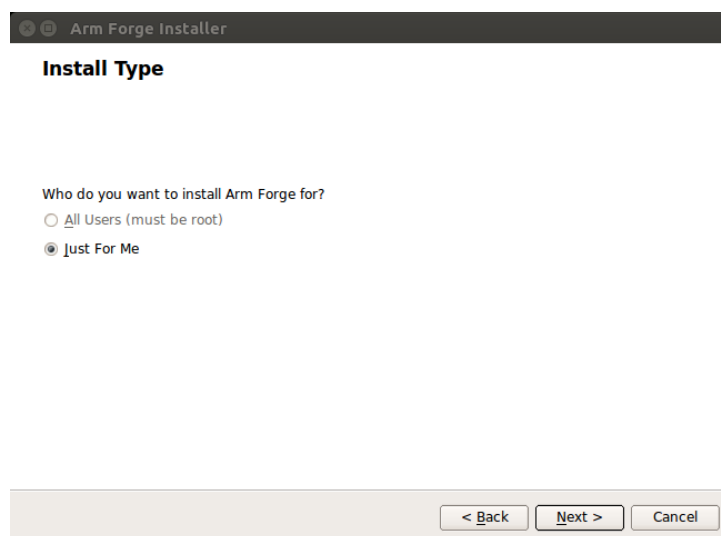 Arm Forge Installer
Install Type
Who do you want to install Arm Forge for?
All Users (must be root)
Just For Me
< Back Next > Cancel